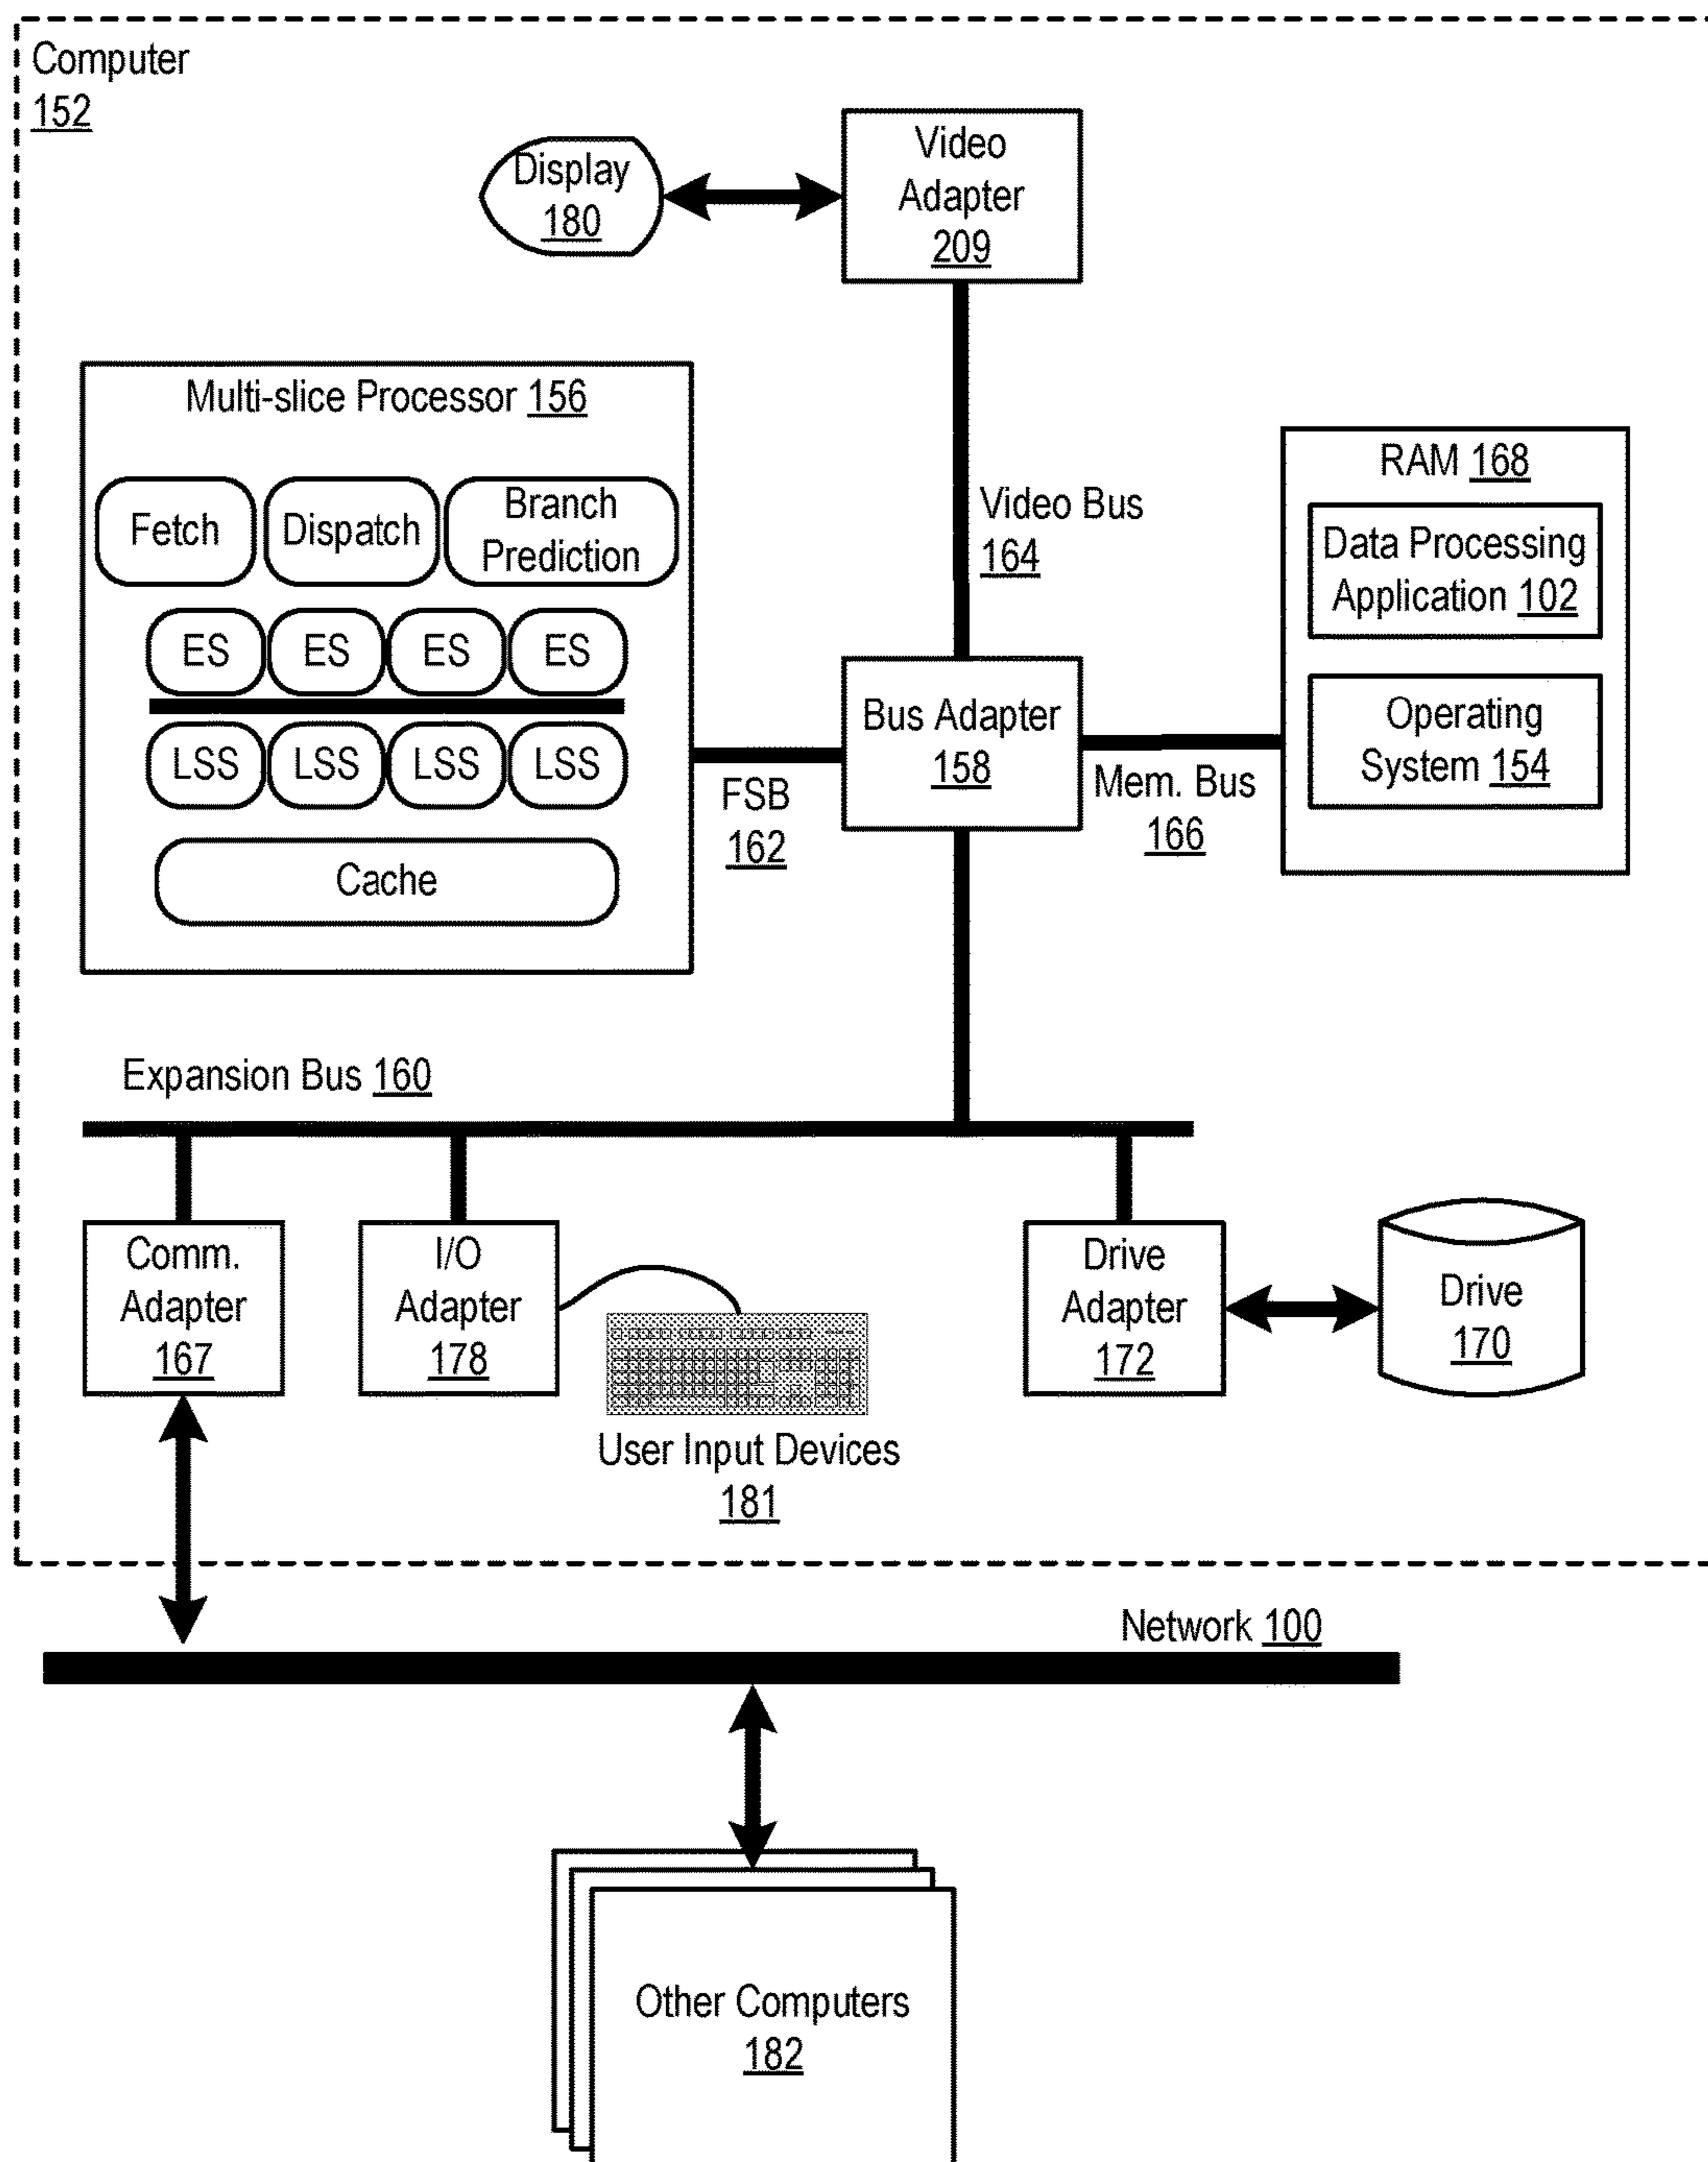 Computer
152
Display
180
Video
Adapter
209
Multi-slice Processor 156
Fetch
Dispatch
Branch
Prediction
ES
ES
ES
ES
LSS
LSS
LSS
LSS
Cache
Video Bus
164
RAM 168
Data Processing
Application 102
Operating
System 154
Bus Adapter
158
FSB
162
Mem. Bus
166
Expansion Bus 160
Comm.
Adapter
167
I/O
Adapter
178
User Input Devices
181
Drive
Adapter
172
Drive
170
Network 100
Other Computers
182